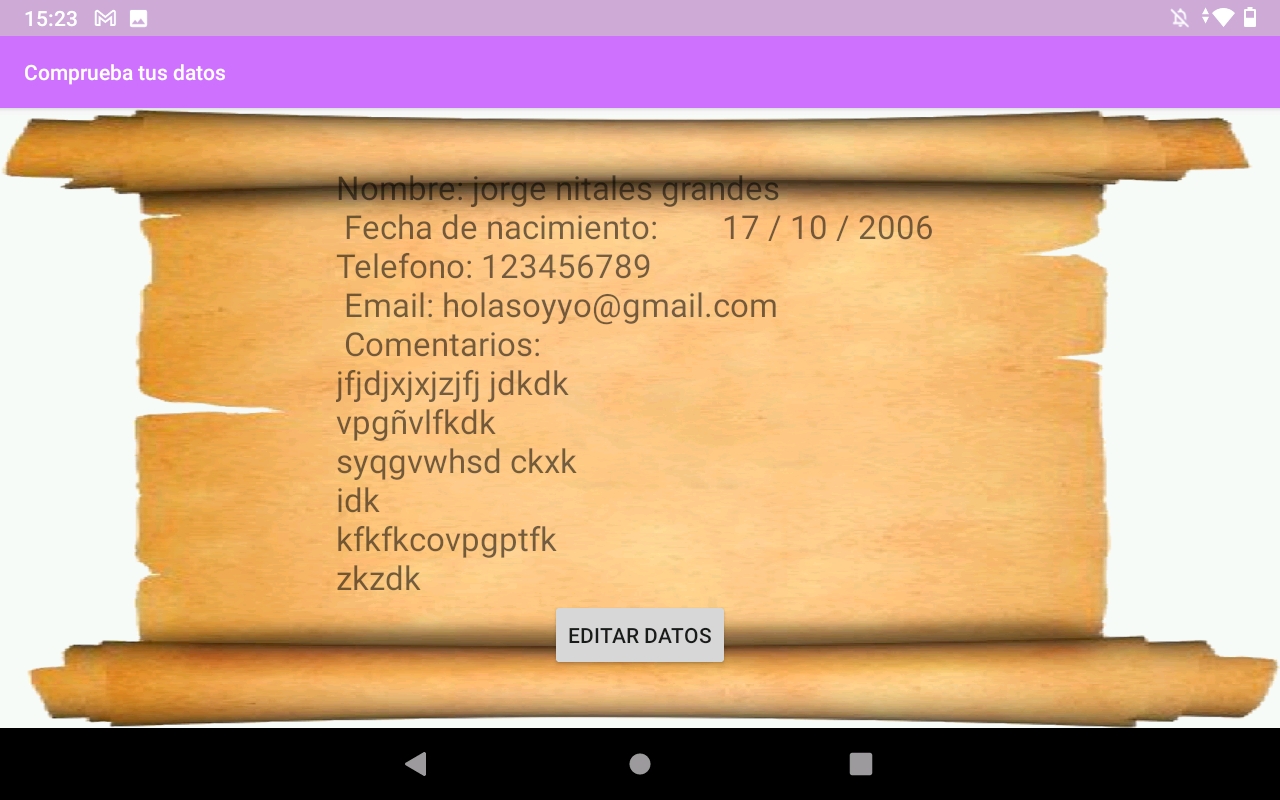 15:23
Comprueba tus datos
Nombre: jorge nitales grandes
Fecha de nacimiento: 17 / 10 / 2006
Telefono: 123456789
Email: holasoyyo@gmail.com
Comentarios:
jfjdjxjxjzjfj jdkdk
vpgñvlfkdk
syqgvwhsd ckxk
idk
kfkfkcovpgptfk
zkzdk
EDITAR DATOS